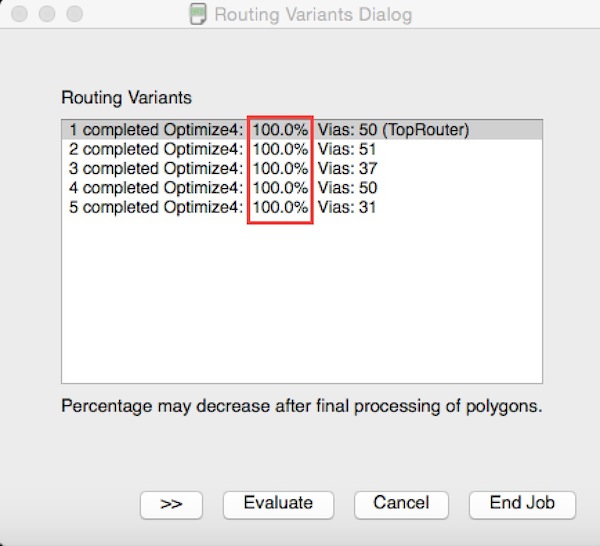 Routing Variants Dialog
Routing Variants
1 completed Optimize4: 100.0% Vias: 50 (TopRouter)
2 completed Optimize4: 100.0% Vias: 51
3 completed Optimize4: 100.0% Vias: 37
4 completed Optimize4: 100.0% Vias: 50
5 completed Optimize4: 100.0% Vias: 31
Percentage may decrease after final processing of polygons.
>> Evaluate Cancel End Job